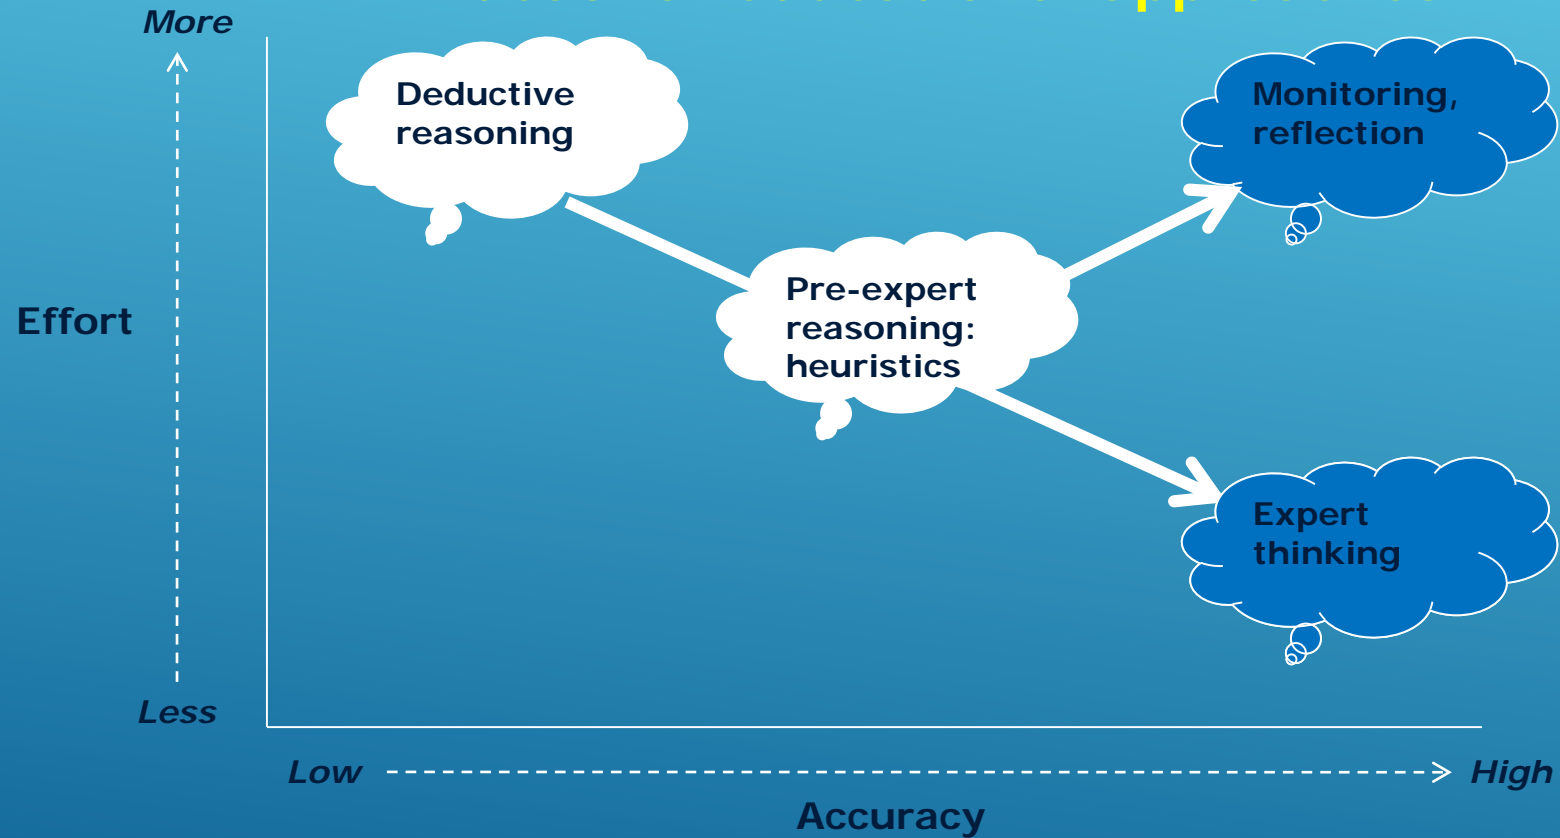 More
Deductive
reasoning
Monitoring,
reflection
Effort
Pre-expert
reasoning:
heuristics
Expert
thinking
Less
Low
High
Accuracy